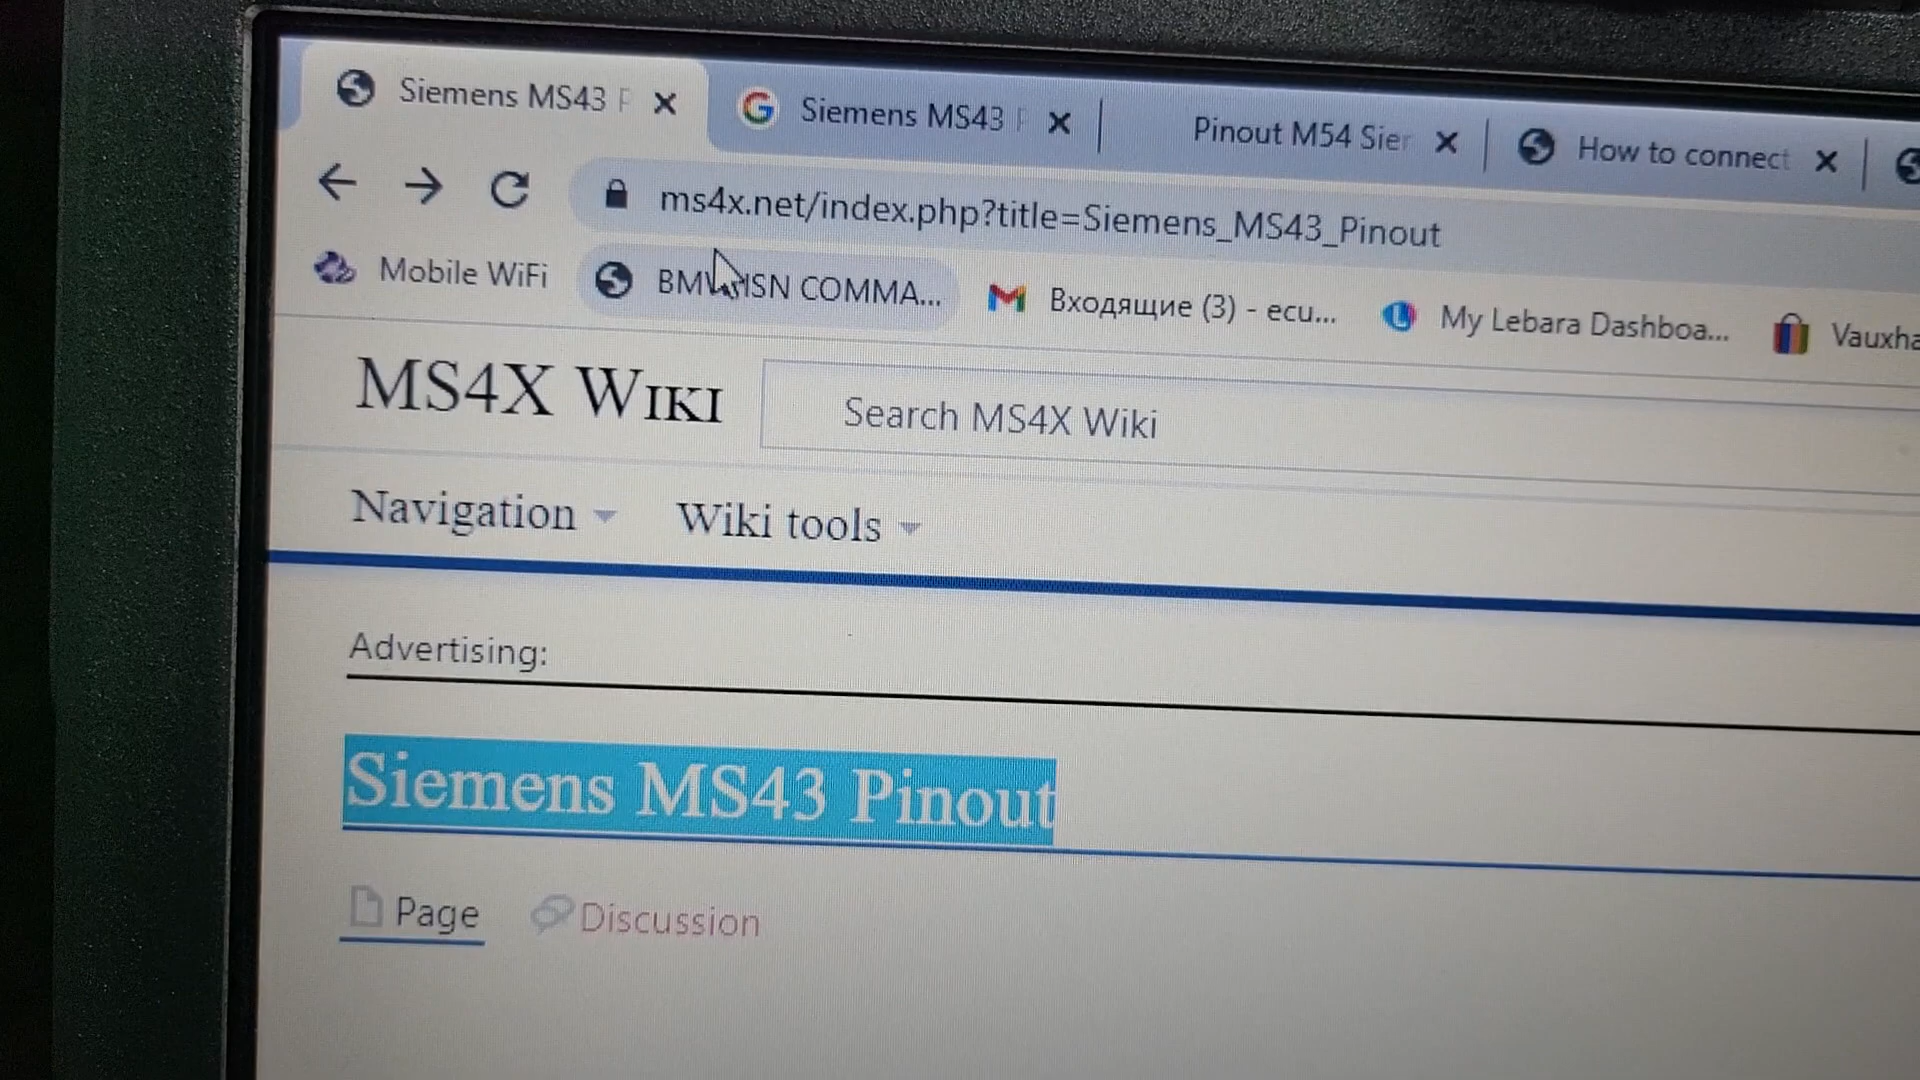 Siemens MS43
Siemens MS43
Pinout M54 Sier
How to connect
ms4x.net/index.php?title=Siemens_MS43_Pinout
Mobile WiFi
COMMA...
Входящие (3) - ecu...
My Lebara Dashboa...
Vauxha
MS4X WIKI
Search MS4X Wiki
Navigation
Wiki tools
Advertising:
Siemens MS43 Pinout
Page
Discussion